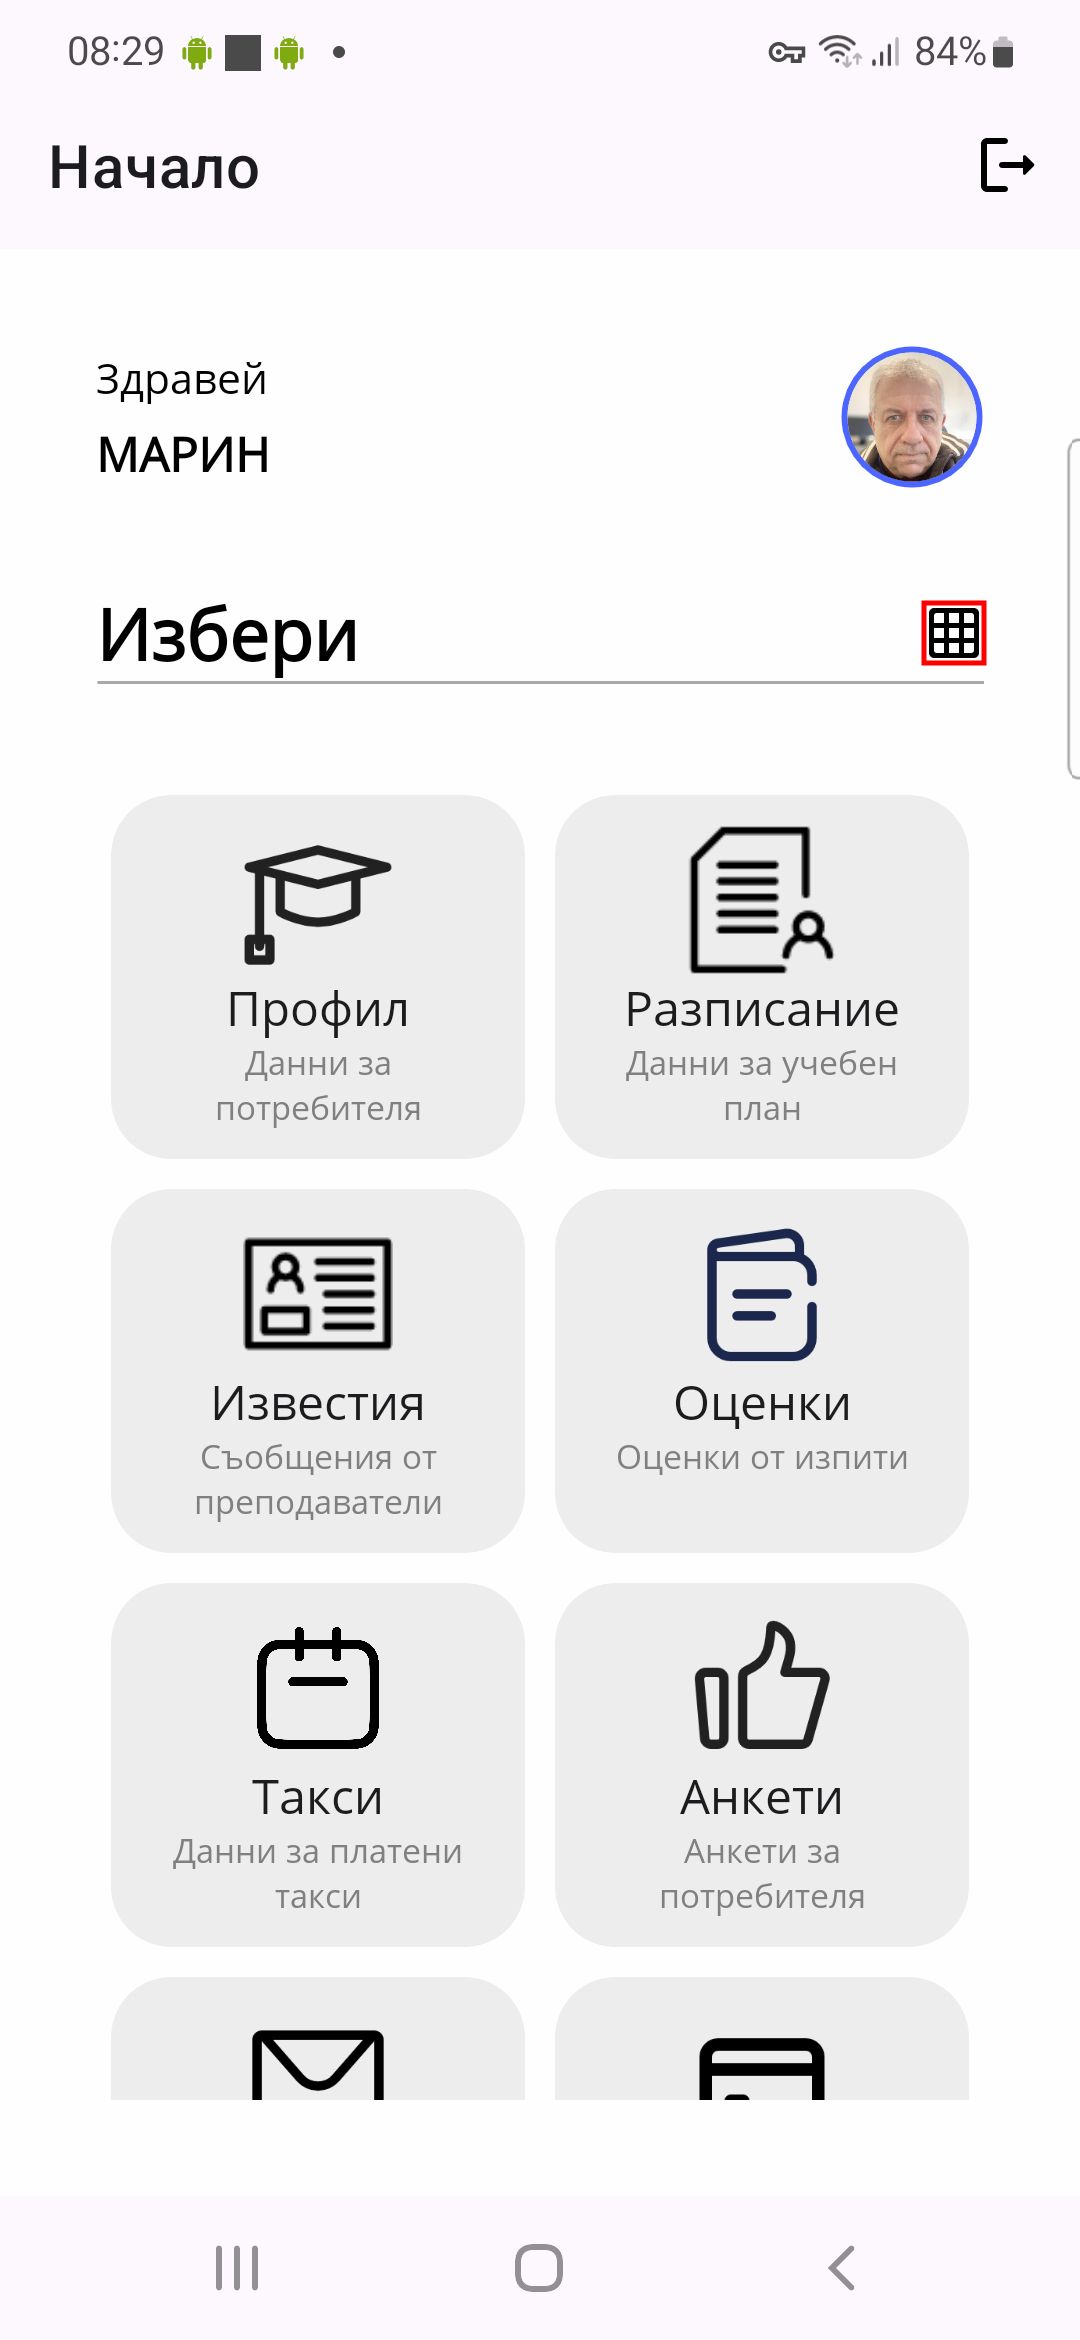 08:29
84%
Начало
Здравей
МАРИН
Избери
Профил
Данни за
потребителя
Разписание
Данни за учебен
план
Известия
Съобщения от
преподаватели
Оценки
Оценки от изпити
Такси
Данни за платени
такси
Анкети
Анкети за
потребителя